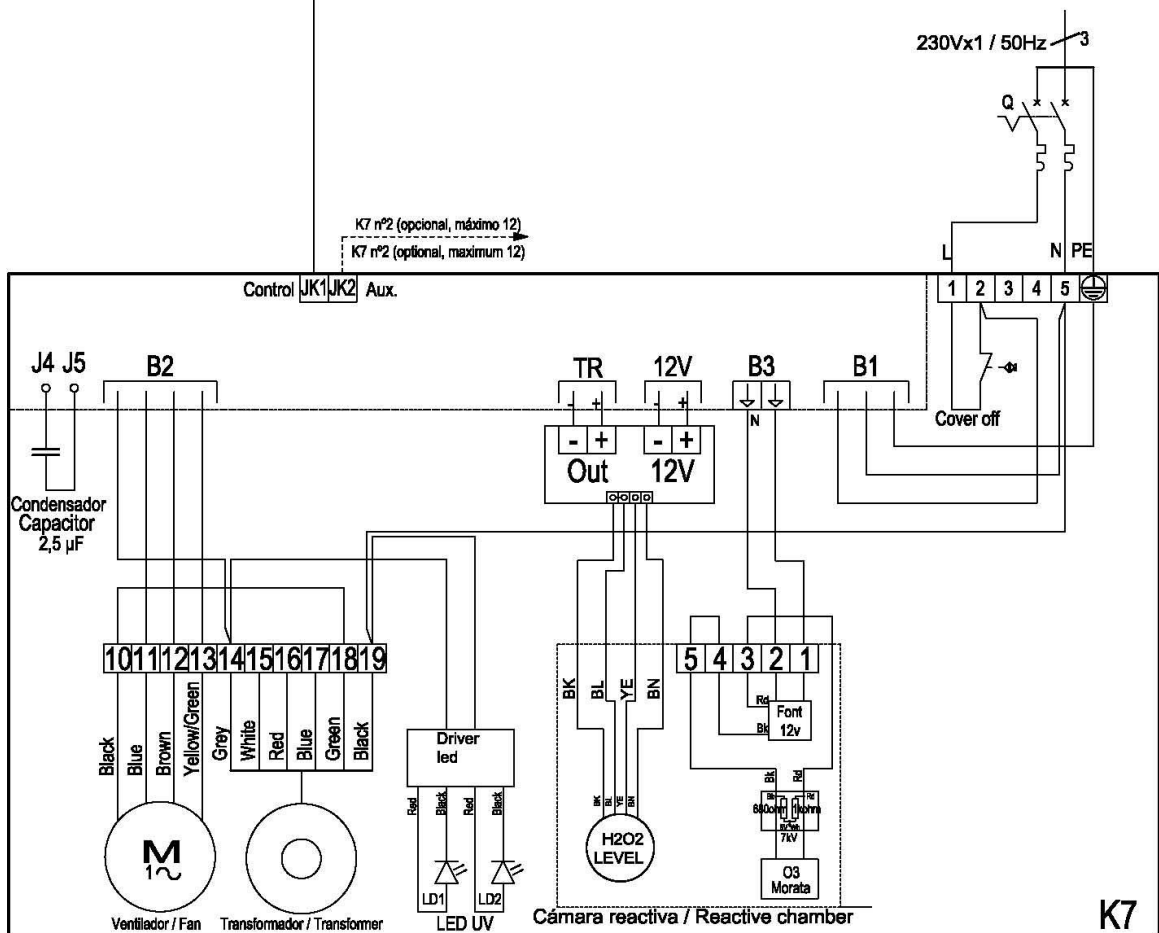 230Vx1 / 50Hz 3
Q
K7 nº2 (opcional, máximo 12)
K7 nº2 (optional, maximum 12)
L N PE
Control JK1 JK2 Aux.
1 2 3 4 5
J4 J5 B2 TR 12V B3 B1
- + - +
N
Cover off
- + - +
Out 12V
Condensador
Capacitor
2,5 µF
10 11 12 13 14 15 16 17 18 19
5 4 3 2 1
BK BL YE BN
Rd
Bk
Font
12v
Black Blue Brown Yellow/Green Grey White Red Blue Green Black
Driver
led
Red Black Red Black
Bk Rd
BK BL YE BN
Bk Rd
680ohm 1kohm
7kV
M
1~
H2O2
LEVEL
O3
Morata
LD1 LD2
Ventilador / Fan Transformador / Transformer LED UV Cámara reactiva / Reactive chamber
K7